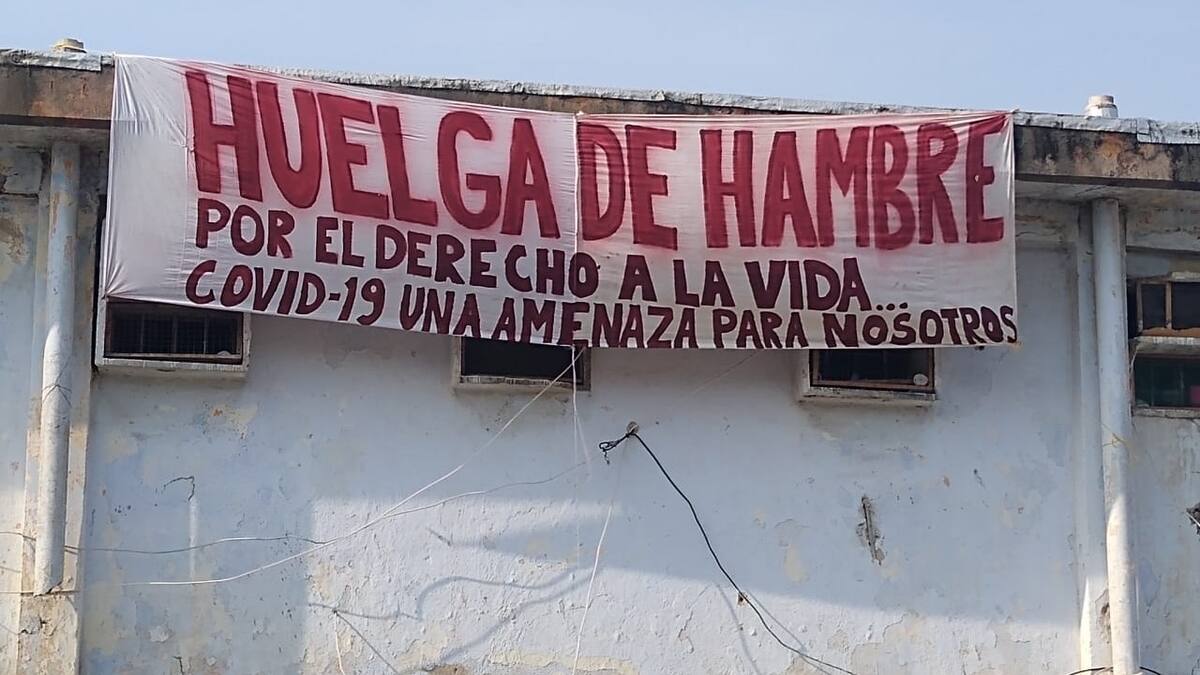 HUELGA DE HAMBRE
POR EL DERECHO A LA VIDA...
COVID-19 UNA AMENAZA PARA NOSOTROS